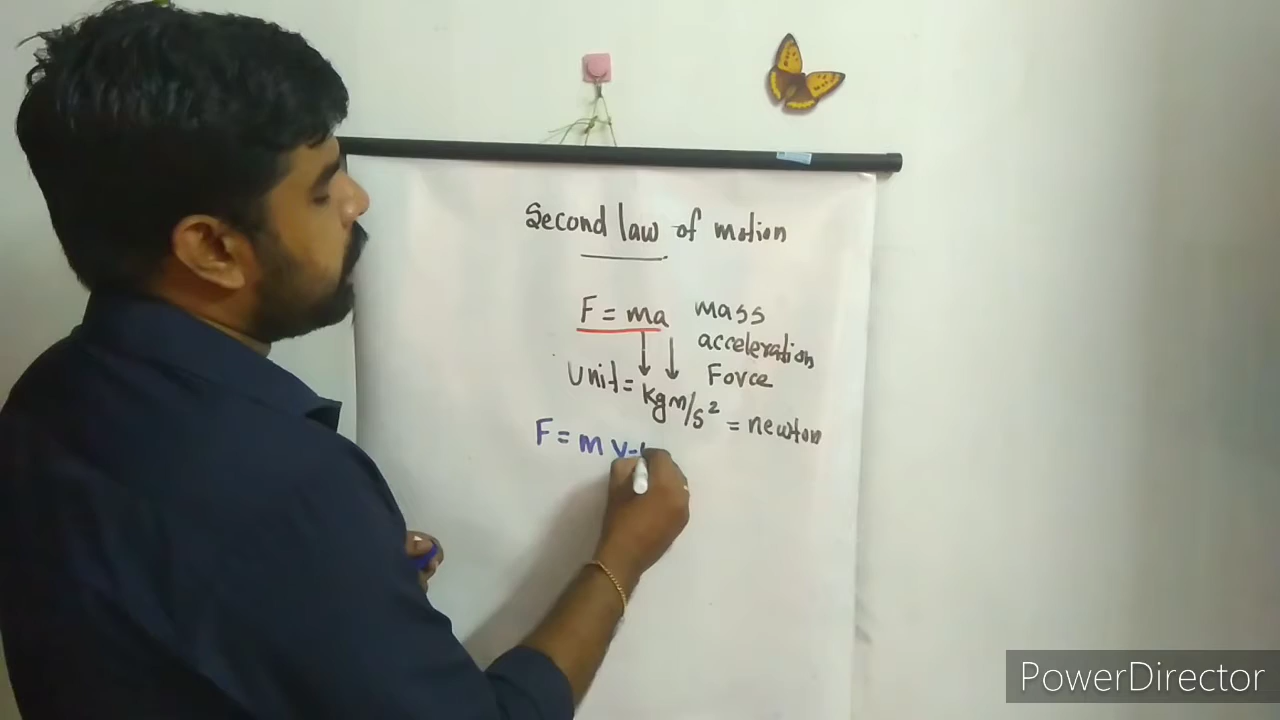 Second law of motion
F = ma mass
acceleration
Force
Unit = kgm/s² = newton
F = m v-
PowerDirector